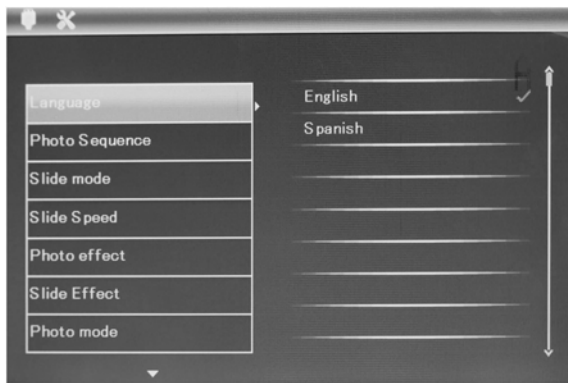 Language
Photo Sequence
Slide mode
Slide Speed
Photo effect
Slide Effect
Photo mode
English
Spanish